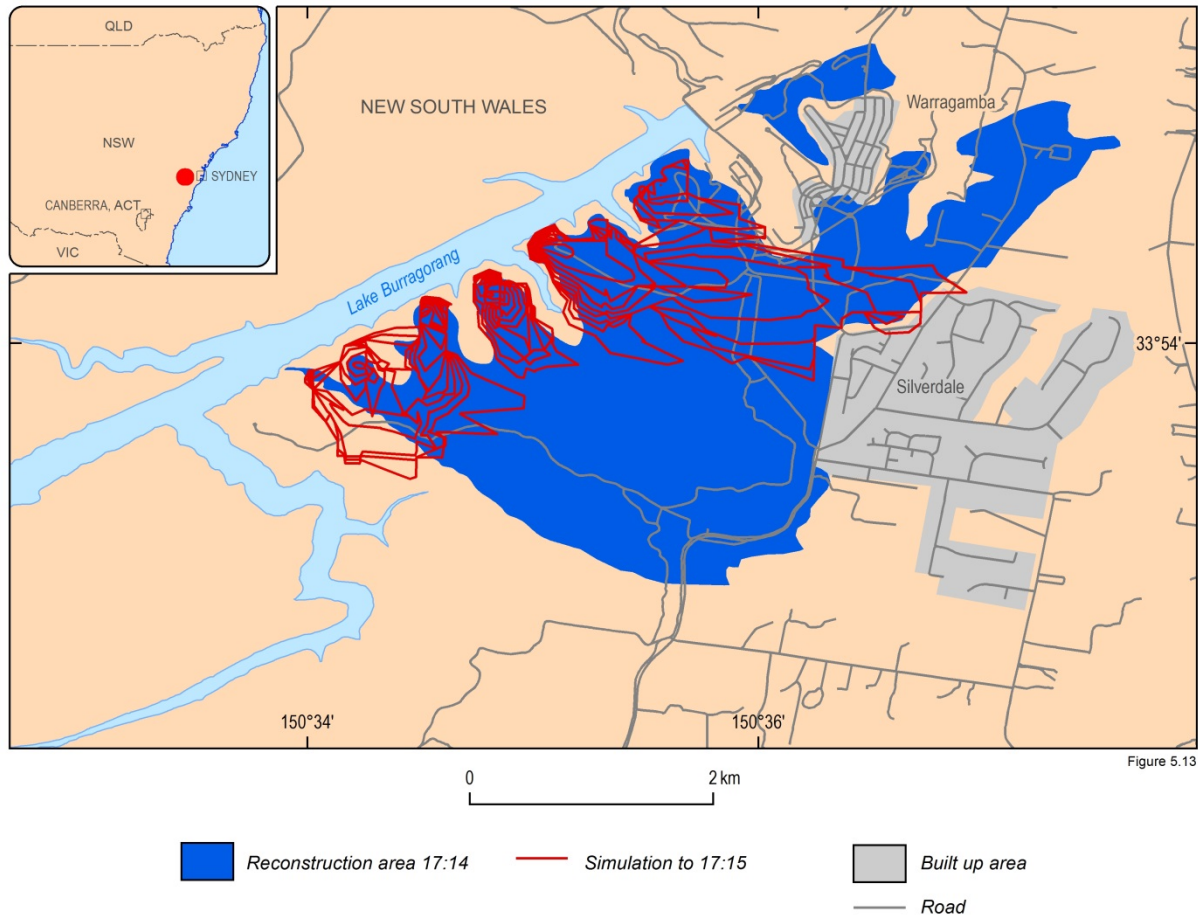 QLD
NSW
SYDNEY
CANBERRA, ACT
VIC
NEW SOUTH WALES
Warragamba
Lake Burragorang
33°54'
Silverdale
150°34'
150°36'
Figure 5.13
0
2 km
Reconstruction area 17:14
Simulation to 17:15
Built up area
Road